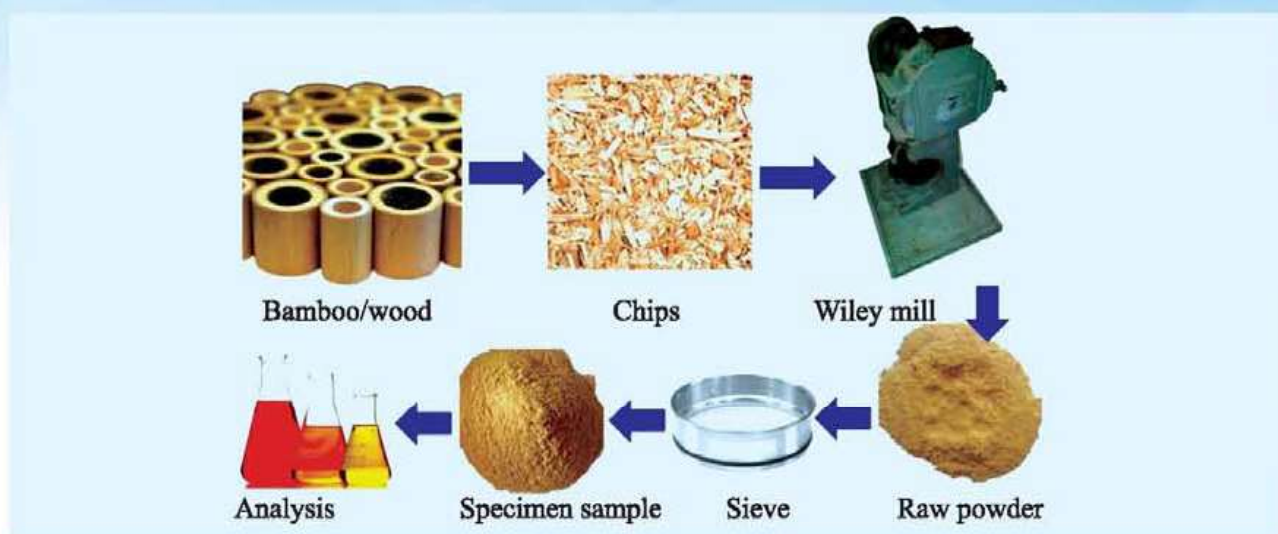 Bamboo/wood
Chips
Wiley mill
Raw powder
Sieve
Specimen sample
Analysis